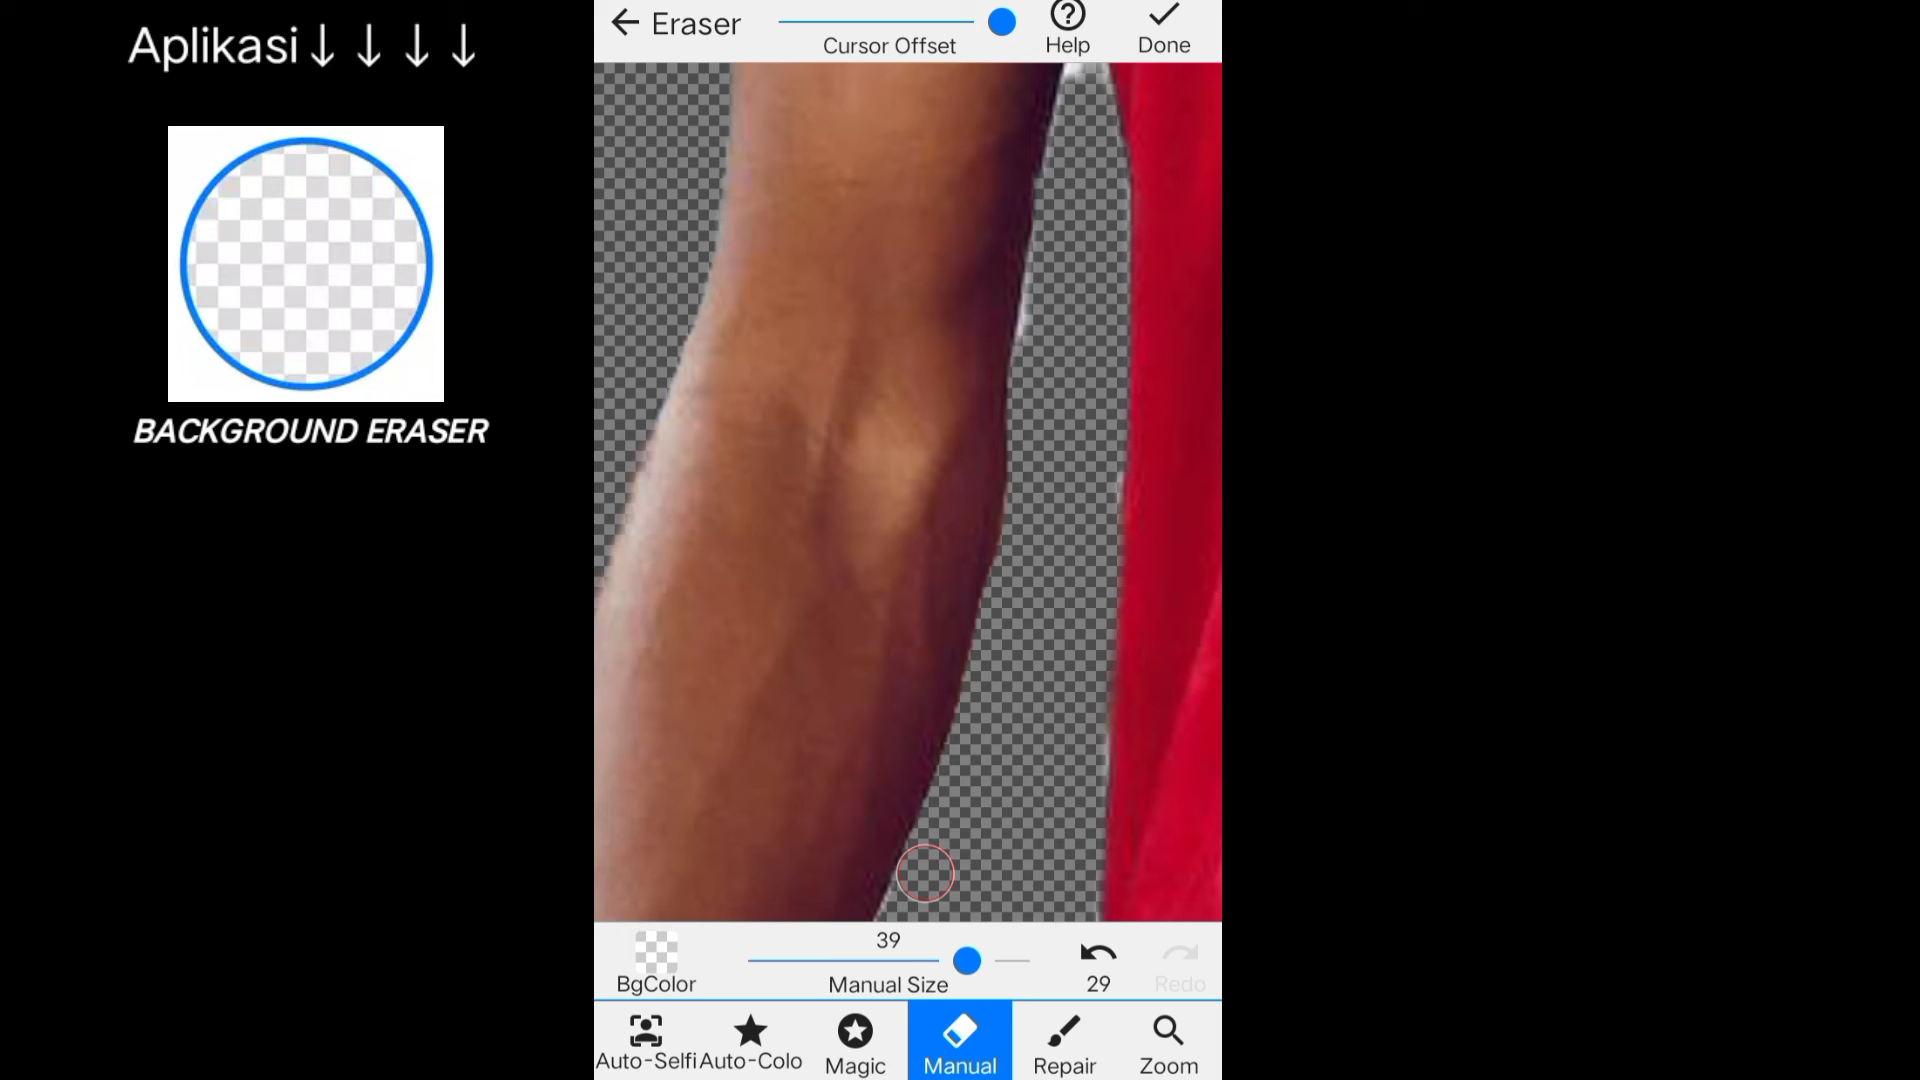 Aplikasi↓ ↓ ↓ ↓
BACKGROUND ERASER
Eraser
Cursor Offset
Help
Done
39
BgColor
Manual Size
29
Redo
Auto-Selfi
Auto-Colo
Magic
Manual
Repair
Zoom